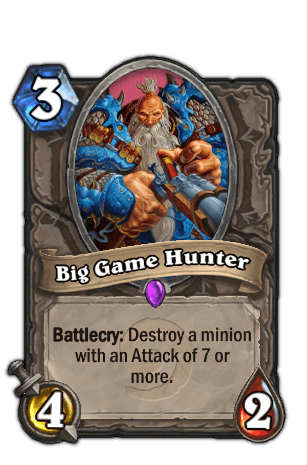 3
Big Game Hunter
Battlecry: Destroy a minion
with an Attack of 7 or
more.
4
2